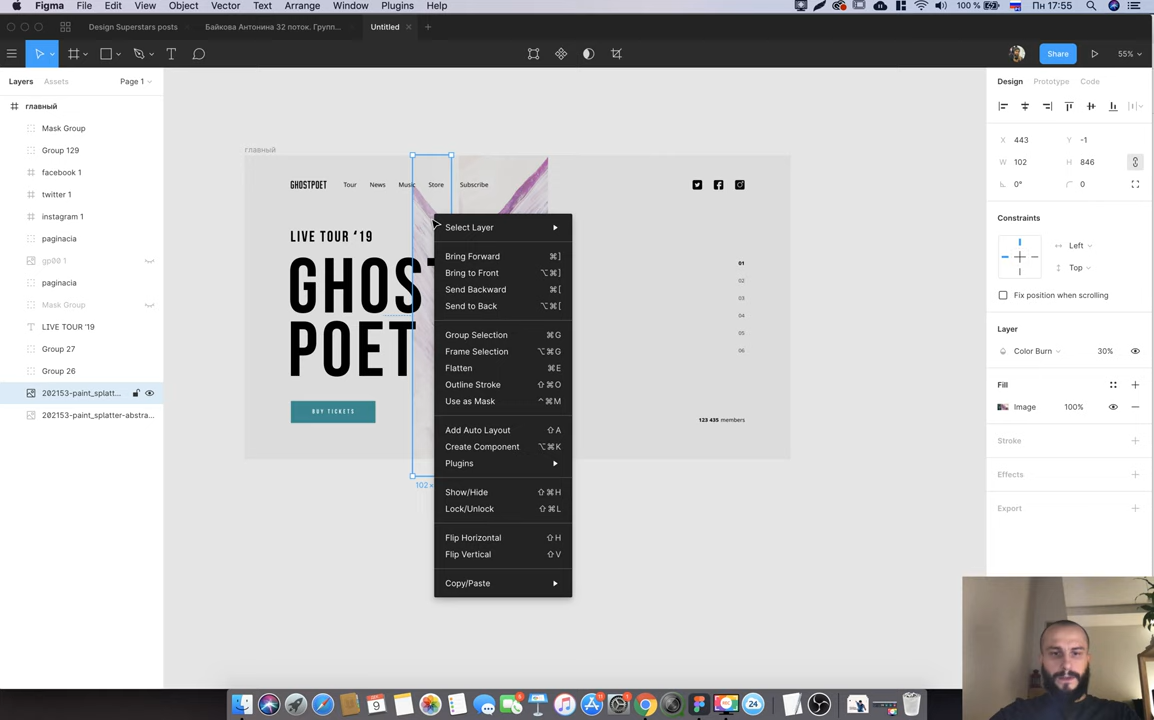 Figma File Edit View Object Vector Text Arrange Window Plugins Help
100 % Пн 17:55
Design Superstars posts Байкова Антонина 32 поток. Групп... Untitled
Share 55%
Layers Assets Page 1
главный
Mask Group
Group 129
facebook 1
twitter 1
instagram 1
paginacia
gp00 1
paginacia
Mask Group
LIVE TOUR '19
Group 27
Group 26
202153-paint_splatt...
202153-paint_splatter-abstra...
главный
GHOSTPOET Tour News Music Store Subscribe
LIVE TOUR ‘19
GHOST
POET
BUY TICKETS
102×
01
02
03
04
05
06
123 435 members
Select Layer
Bring Forward ⌘]
Bring to Front ⌥⌘]
Send Backward ⌘[
Send to Back ⌥⌘[
Group Selection ⌘G
Frame Selection ⌥⌘G
Flatten ⌘E
Outline Stroke ⇧⌘O
Use as Mask ^⌘M
Add Auto Layout ⇧A
Create Component ⌥⌘K
Plugins
Show/Hide ⇧⌘H
Lock/Unlock ⇧⌘L
Flip Horizontal ⇧H
Flip Vertical ⇧V
Copy/Paste
Design Prototype Code
X 443 Y -1
W 102 H 846
0° 0
Constraints
Left
Top
Fix position when scrolling
Layer
Color Burn 30%
Fill
Image 100%
Stroke
Effects
Export
9
24